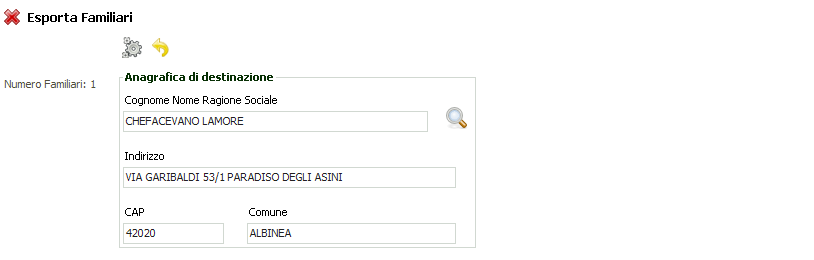 Esporta Familiari
Numero Familiari: 1
Anagrafica di destinazione
Cognome Nome Ragione Sociale
CHEFACEVANO LAMORE
Indirizzo
VIA GARIBALDI 53/1 PARADISO DEGLI ASINI
CAP Comune
42020 ALBINEA